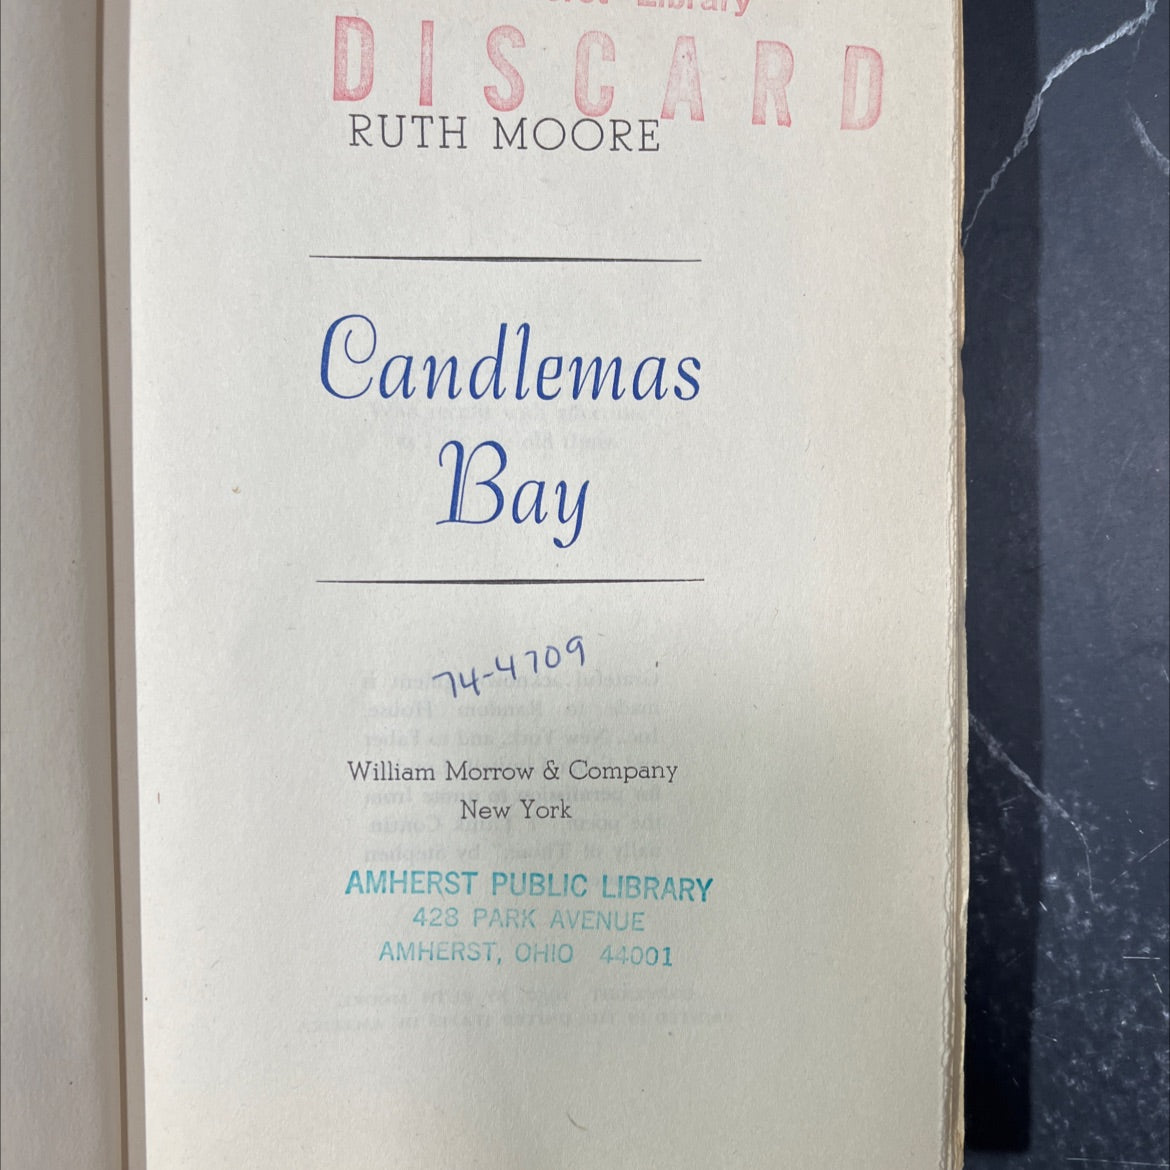 Library
DISCARD
RUTH MOORE
Candlemas
Bay
74-4709
William Morrow & Company
New York
AMHERST PUBLIC LIBRARY
428 PARK AVENUE
AMHERST, OHIO 44001